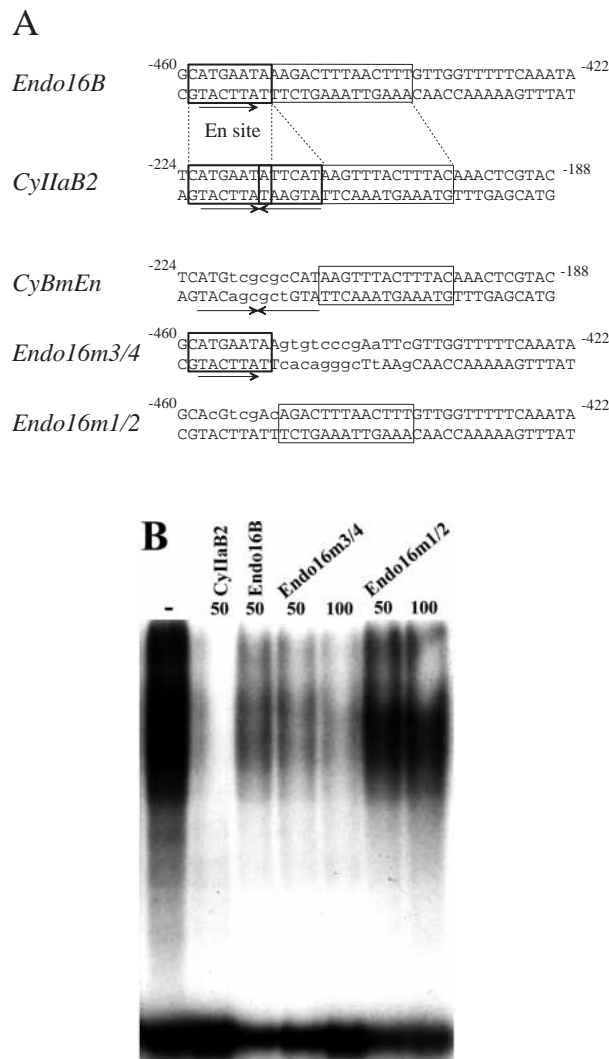 A
Endo16B
-460
GCATGAATAAAGACTTTAACTTTGTTGGTTTTTCAAATA
-422
CGTACTTATTTCTGAAATTGAAACAACCAAAAAGTTTAT
En site
CyIIaB2
-224
TCATGAATATTCATAAGTTTACTTTACAAACTCGTAC
-188
AGTACTTATAAGTATTCAAATGAAATGTTTGAGCATG
CyBmEn
-224
TCATGtcgcgcCATAAGTTTACTTTACAAACTCGTAC
-188
AGTACagcgctGTATTCAAATGAAATGTTTGAGCATG
Endo16m3/4
-460
GCATGAATAAgtgtcccgAaTTcGTTGGTTTTTCAAATA
-422
CGTACTTATTcacagggcTtAAgCAACCAAAAAGTTTAT
Endo16m1/2
-460
GCAcGtcgAcAGACTTTAACTTTGTTGGTTTTTCAAATA
-422
CGTACTTATTTCTGAAATTGAAACAACCAAAAAGTTTAT
B
CyIIaB2
Endo16B
Endo16m3/4
Endo16m1/2
- 50 50 50 100 50 100